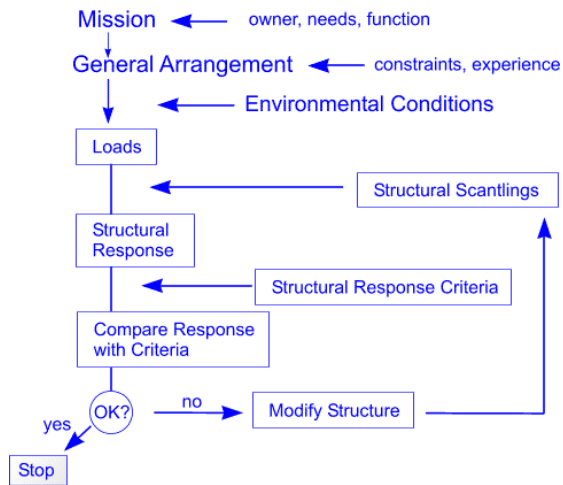 Mission
owner, needs, function
General Arrangement
constraints, experience
Environmental Conditions
Loads
Structural Scantlings
Structural
Response
Structural Response Criteria
Compare Response
with Criteria
OK?
no
Modify Structure
yes
Stop